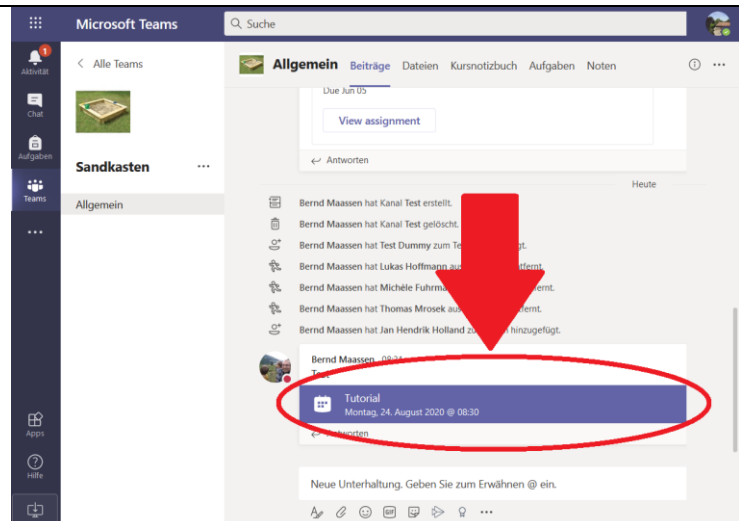 Microsoft Teams
Suche
1
Aktivität
Chat
Aufgaben
Teams
Apps
Hilfe
Alle Teams
Sandkasten
Allgemein
Allgemein Beiträge Dateien Kursnotizbuch Aufgaben Noten
Due Jun 05
View assignment
Antworten
Heute
Bernd Maassen hat Kanal Test erstellt.
Bernd Maassen hat Kanal Test gelöscht.
Bernd Maassen hat Test Dummy zum
Bernd Maassen hat Lukas Hoffmann
Bernd Maassen hat Michéle
Bernd Maassen hat Thomas Mrosek
Bernd Maassen hat Jan Hendrik Holland hinzugefügt.
Bernd Maassen
Tutorial
Montag, 24. August 2020 @ 08:30
Antworten
Neue Unterhaltung. Geben Sie zum Erwähnen @ ein.
GIF